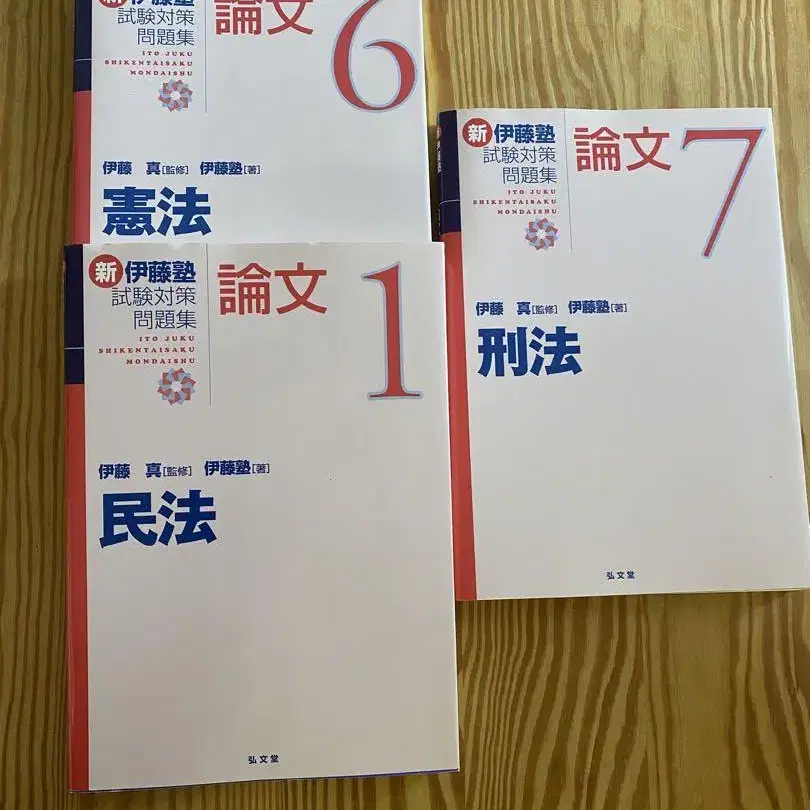 新 伊藤塾
試験対策
問題集
ITO JUKU
SHIKENTAISAKU
MONDAISHU
論文 6
伊藤 真[監修] 伊藤塾[著]
憲法
新 伊藤塾
試験対策
問題集
ITO JUKU
SHIKENTAISAKU
MONDAISHU
論文 7
伊藤 真[監修] 伊藤塾[著]
刑法
弘文堂
新 伊藤塾
試験対策
問題集
ITO JUKU
SHIKENTAISAKU
MONDAISHU
論文 1
伊藤 真[監修] 伊藤塾[著]
民法
弘文堂